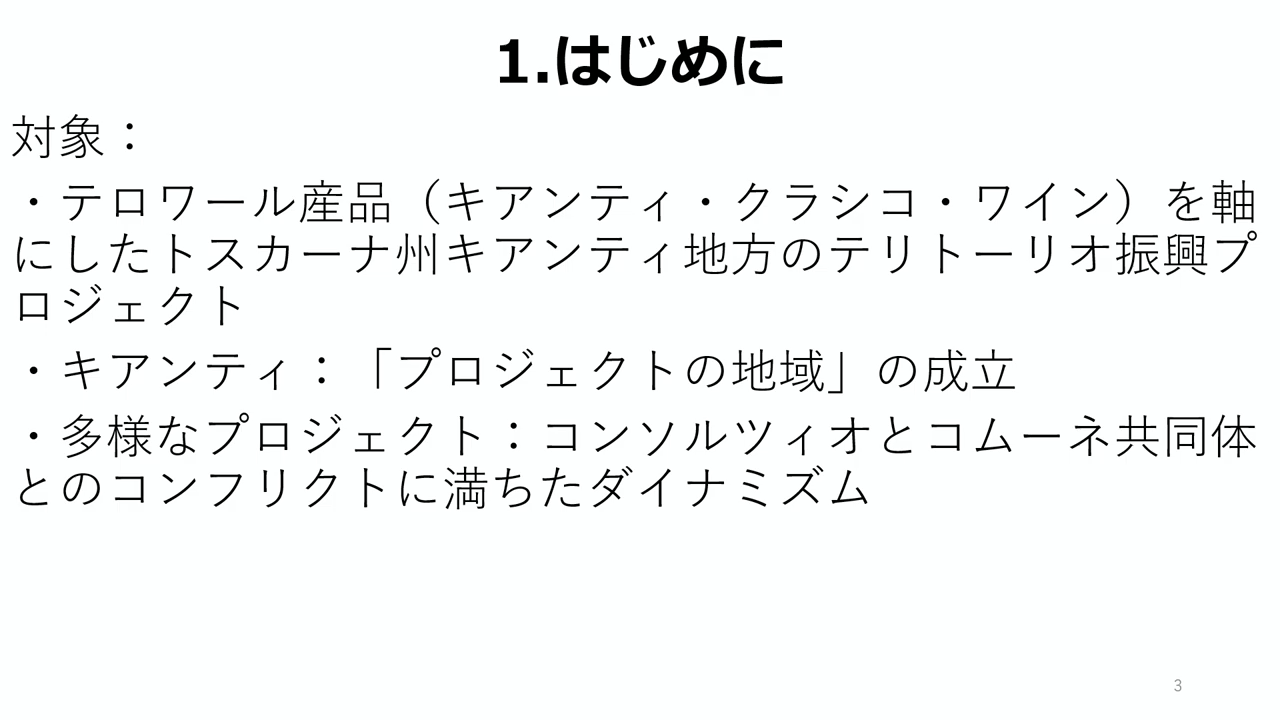 1.はじめに
対象：
・テロワール産品（キアンティ・クラシコ・ワイン）を軸
にしたトスカーナ州キアンティ地方のテリトーリオ振興プ
ロジェクト
・キアンティ：「プロジェクトの地域」の成立
・多様なプロジェクト：コンソルツィオとコムーネ共同体
とのコンフリクトに満ちたダイナミズム
3